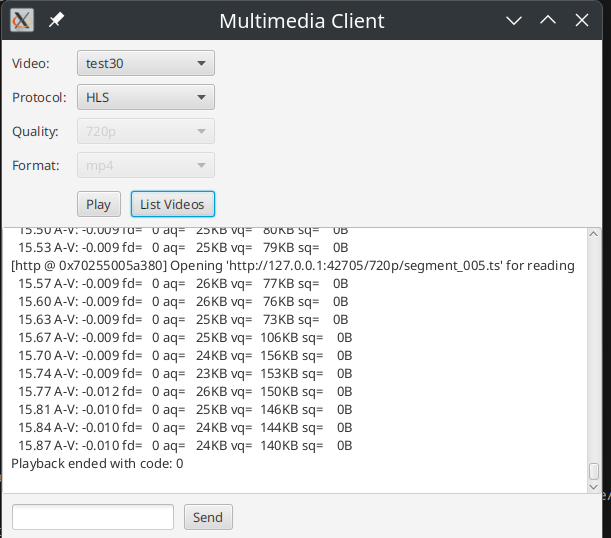 Multimedia Client
Video: test30
Protocol: HLS
Quality: 720p
Format: mp4
Play List Videos
15.50 A-V: -0.009 fd= 0 aq= 25KB vq= 80KB sq= 0B
15.53 A-V: -0.009 fd= 0 aq= 25KB vq= 79KB sq= 0B
[http @ 0x70255005a380] Opening 'http://127.0.0.1:42705/720p/segment_005.ts' for reading
15.57 A-V: -0.009 fd= 0 aq= 26KB vq= 77KB sq= 0B
15.60 A-V: -0.009 fd= 0 aq= 26KB vq= 76KB sq= 0B
15.63 A-V: -0.009 fd= 0 aq= 25KB vq= 73KB sq= 0B
15.67 A-V: -0.009 fd= 0 aq= 25KB vq= 106KB sq= 0B
15.70 A-V: -0.009 fd= 0 aq= 24KB vq= 156KB sq= 0B
15.74 A-V: -0.009 fd= 0 aq= 23KB vq= 153KB sq= 0B
15.77 A-V: -0.012 fd= 0 aq= 26KB vq= 150KB sq= 0B
15.81 A-V: -0.010 fd= 0 aq= 25KB vq= 146KB sq= 0B
15.84 A-V: -0.010 fd= 0 aq= 24KB vq= 144KB sq= 0B
15.87 A-V: -0.010 fd= 0 aq= 24KB vq= 140KB sq= 0B
Playback ended with code: 0
Send